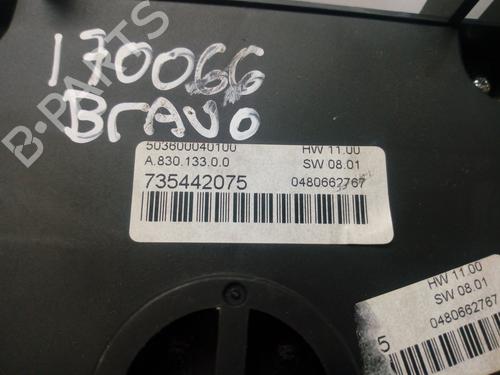 170066
Bravo
B-PARTS
503600040100 HW 11.00
A.830.133.0.0 SW 08.01
735442075 0480662767
HW 11.00
SW 08.01
5 0480662767